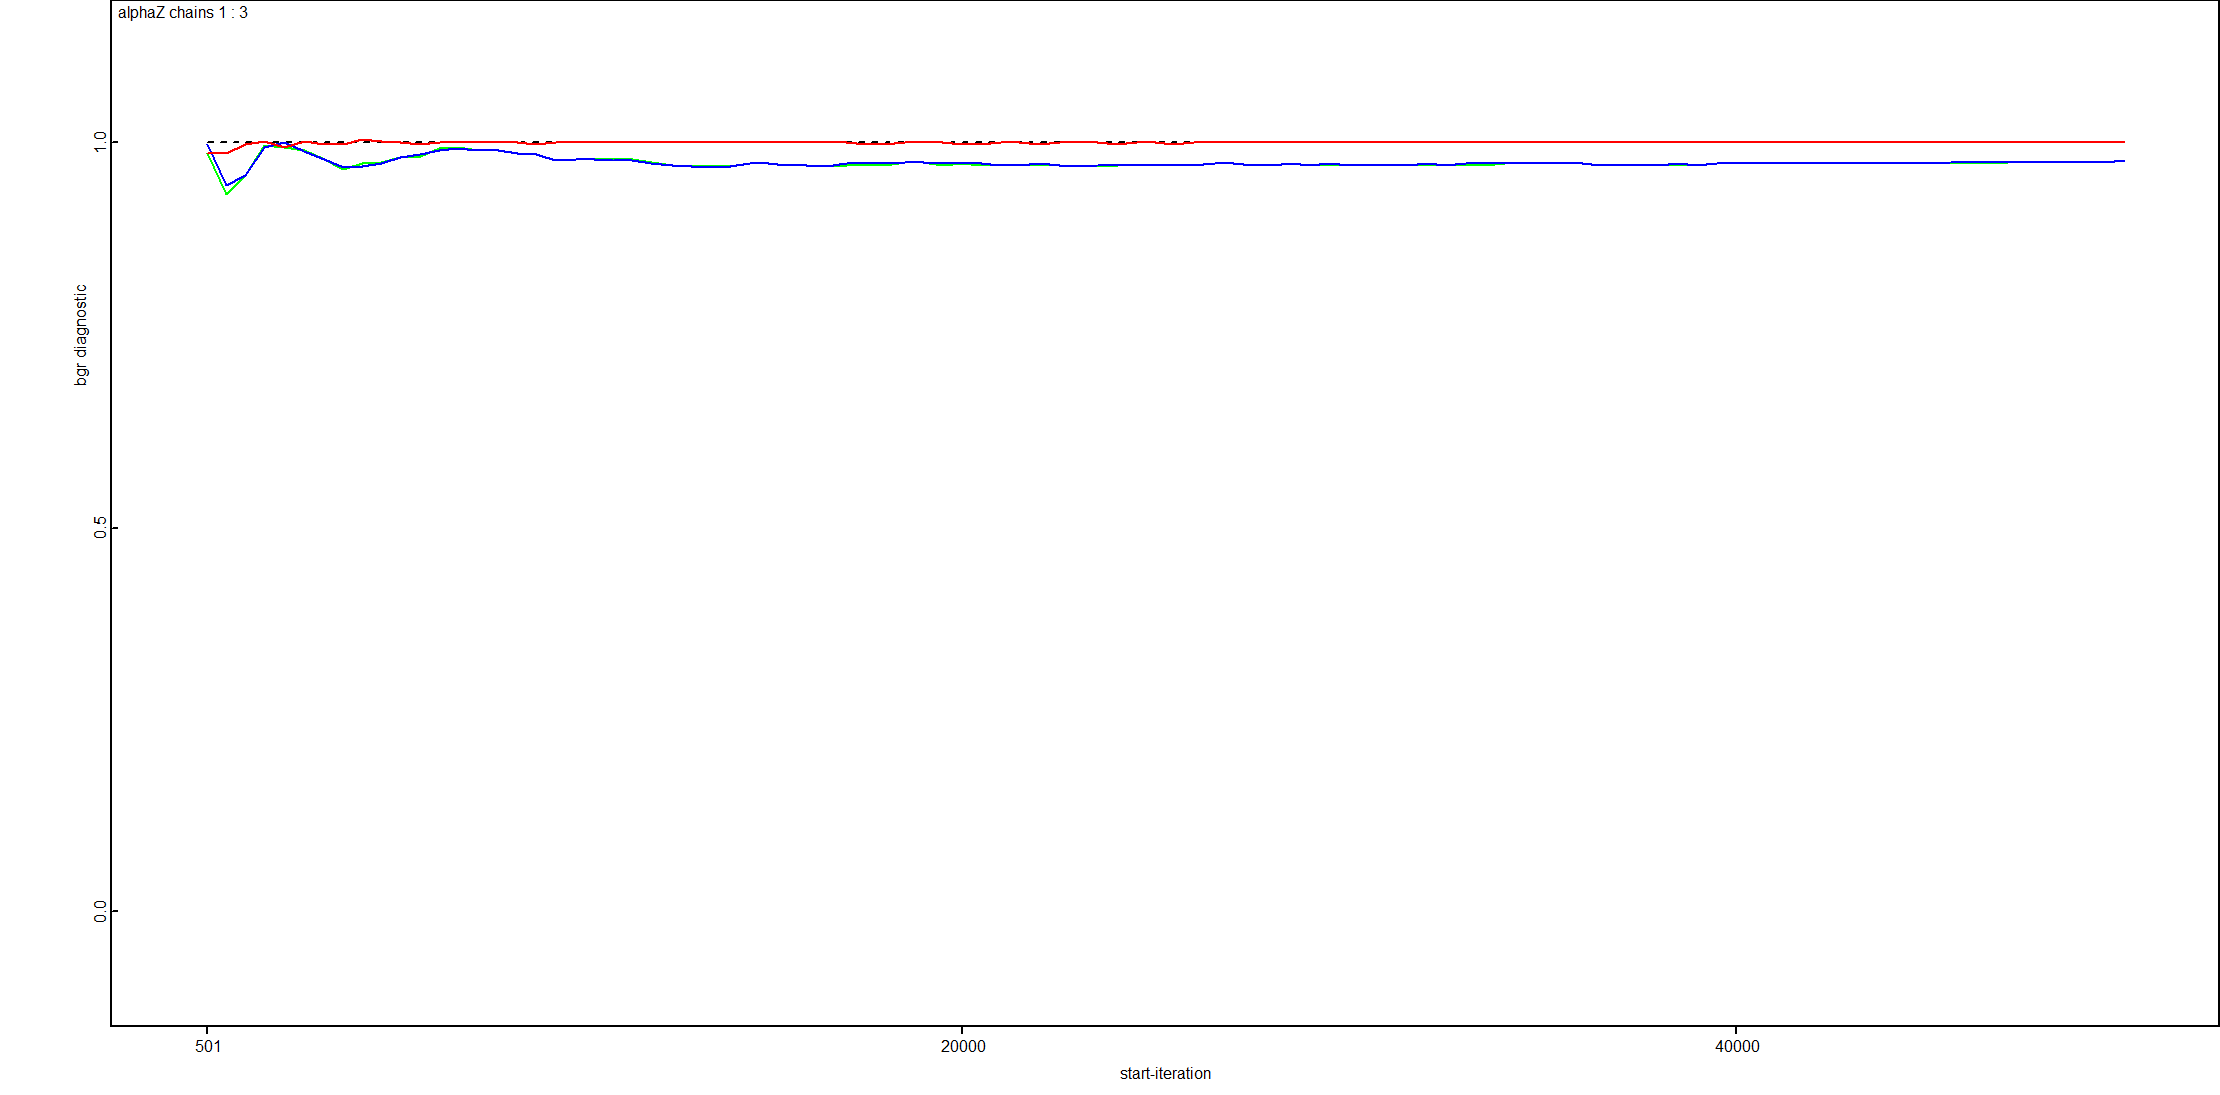 alphaZ chains 1 : 3
1.0
bgr diagnostic
0.5
0.0
501
20000
40000
start-iteration